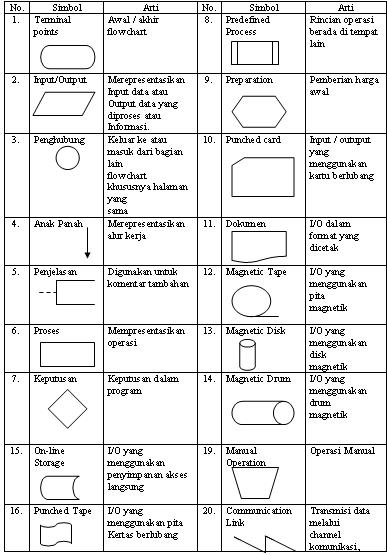 No. Simbol Arti No. Simbol Arti
1. Terminal points Awal / akhir flowchart 8. Predefined Process Rincian operasi berada di tempat lain
2. Input/Output Merepresentasikan Input data atau Output data yang diproses atau Informasi. 9. Preparation Pemberian harga awal
3. Penghubung Keluar ke atau masuk dari bagian lain flowchart khususnya halaman yang sama 10. Punched card Input / outuput yang menggunakan kartu berlubang
4. Anak Panah Merepresentasikan alur kerja 11. Dokumen I/O dalam format yang dicetak
5. Penjelasan Digunakan untuk komentar tambahan 12. Magnetic Tape I/O yang menggunakan pita magnetik
6. Proses Mempresentasikan operasi 13. Magnetic Disk I/O yang menggunakan disk magnetik
7. Keputusan Keputusan dalam program 14. Magnetic Drum I/O yang menggunakan drum magnetik
15. On-line Storage I/O yang menggunakan penyimpanan akses langsung 19. Manual Operation Operasi Manual
16. Punched Tape I/O yang menggunakan pita Kertas berlubang 20. Communication Link Transmisi data melalui channel komunikasi,